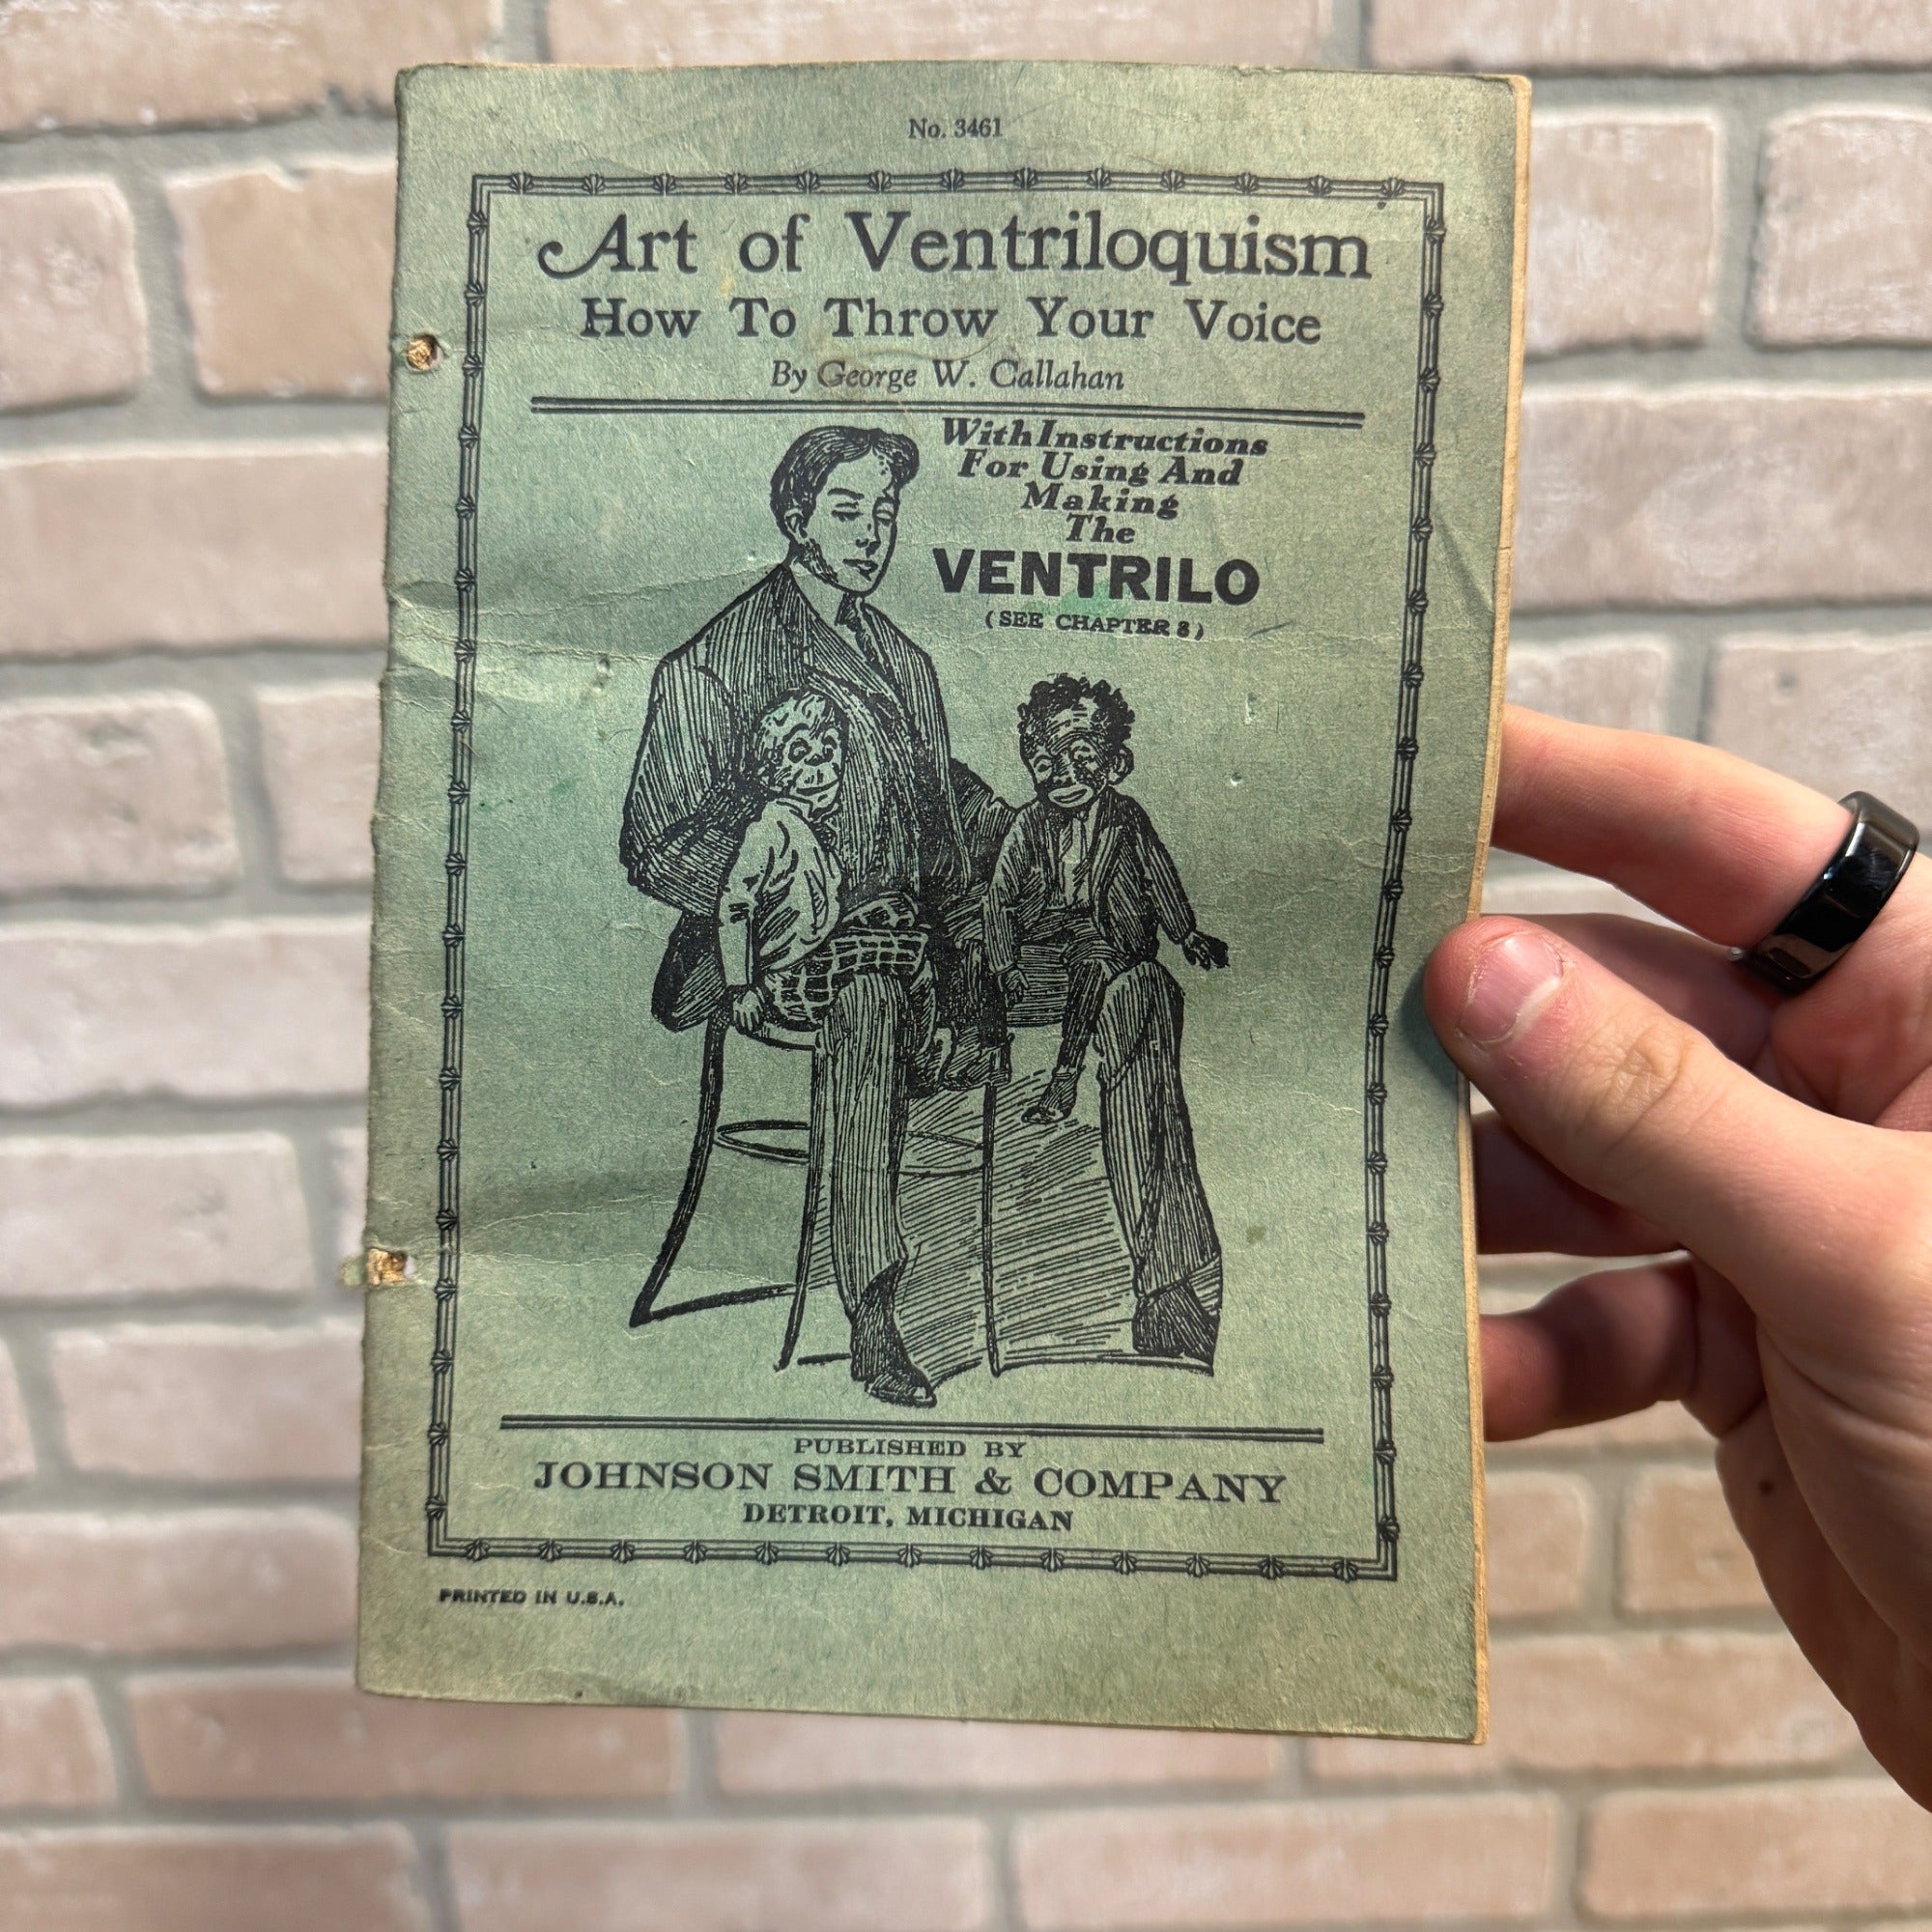 No. 3461
Art of Ventriloquism
How To Throw Your Voice
By George W. Callahan
With Instructions
For Using And
Making
The
VENTRILO
(SEE CHAPTER 8)
PUBLISHED BY
JOHNSON SMITH & COMPANY
DETROIT, MICHIGAN
PRINTED IN U.S.A.